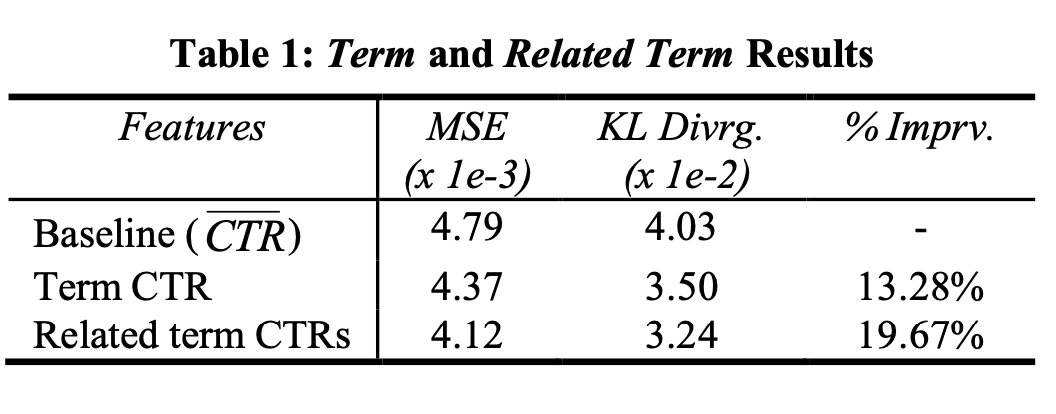 Table 1: Term and Related Term Results
Features MSE KL Divrg. % Imprv.
(x 1e-3) (x 1e-2)
Baseline ( C̅T̅R̅ ) 4.79 4.03 -
Term CTR 4.37 3.50 13.28%
Related term CTRs 4.12 3.24 19.67%